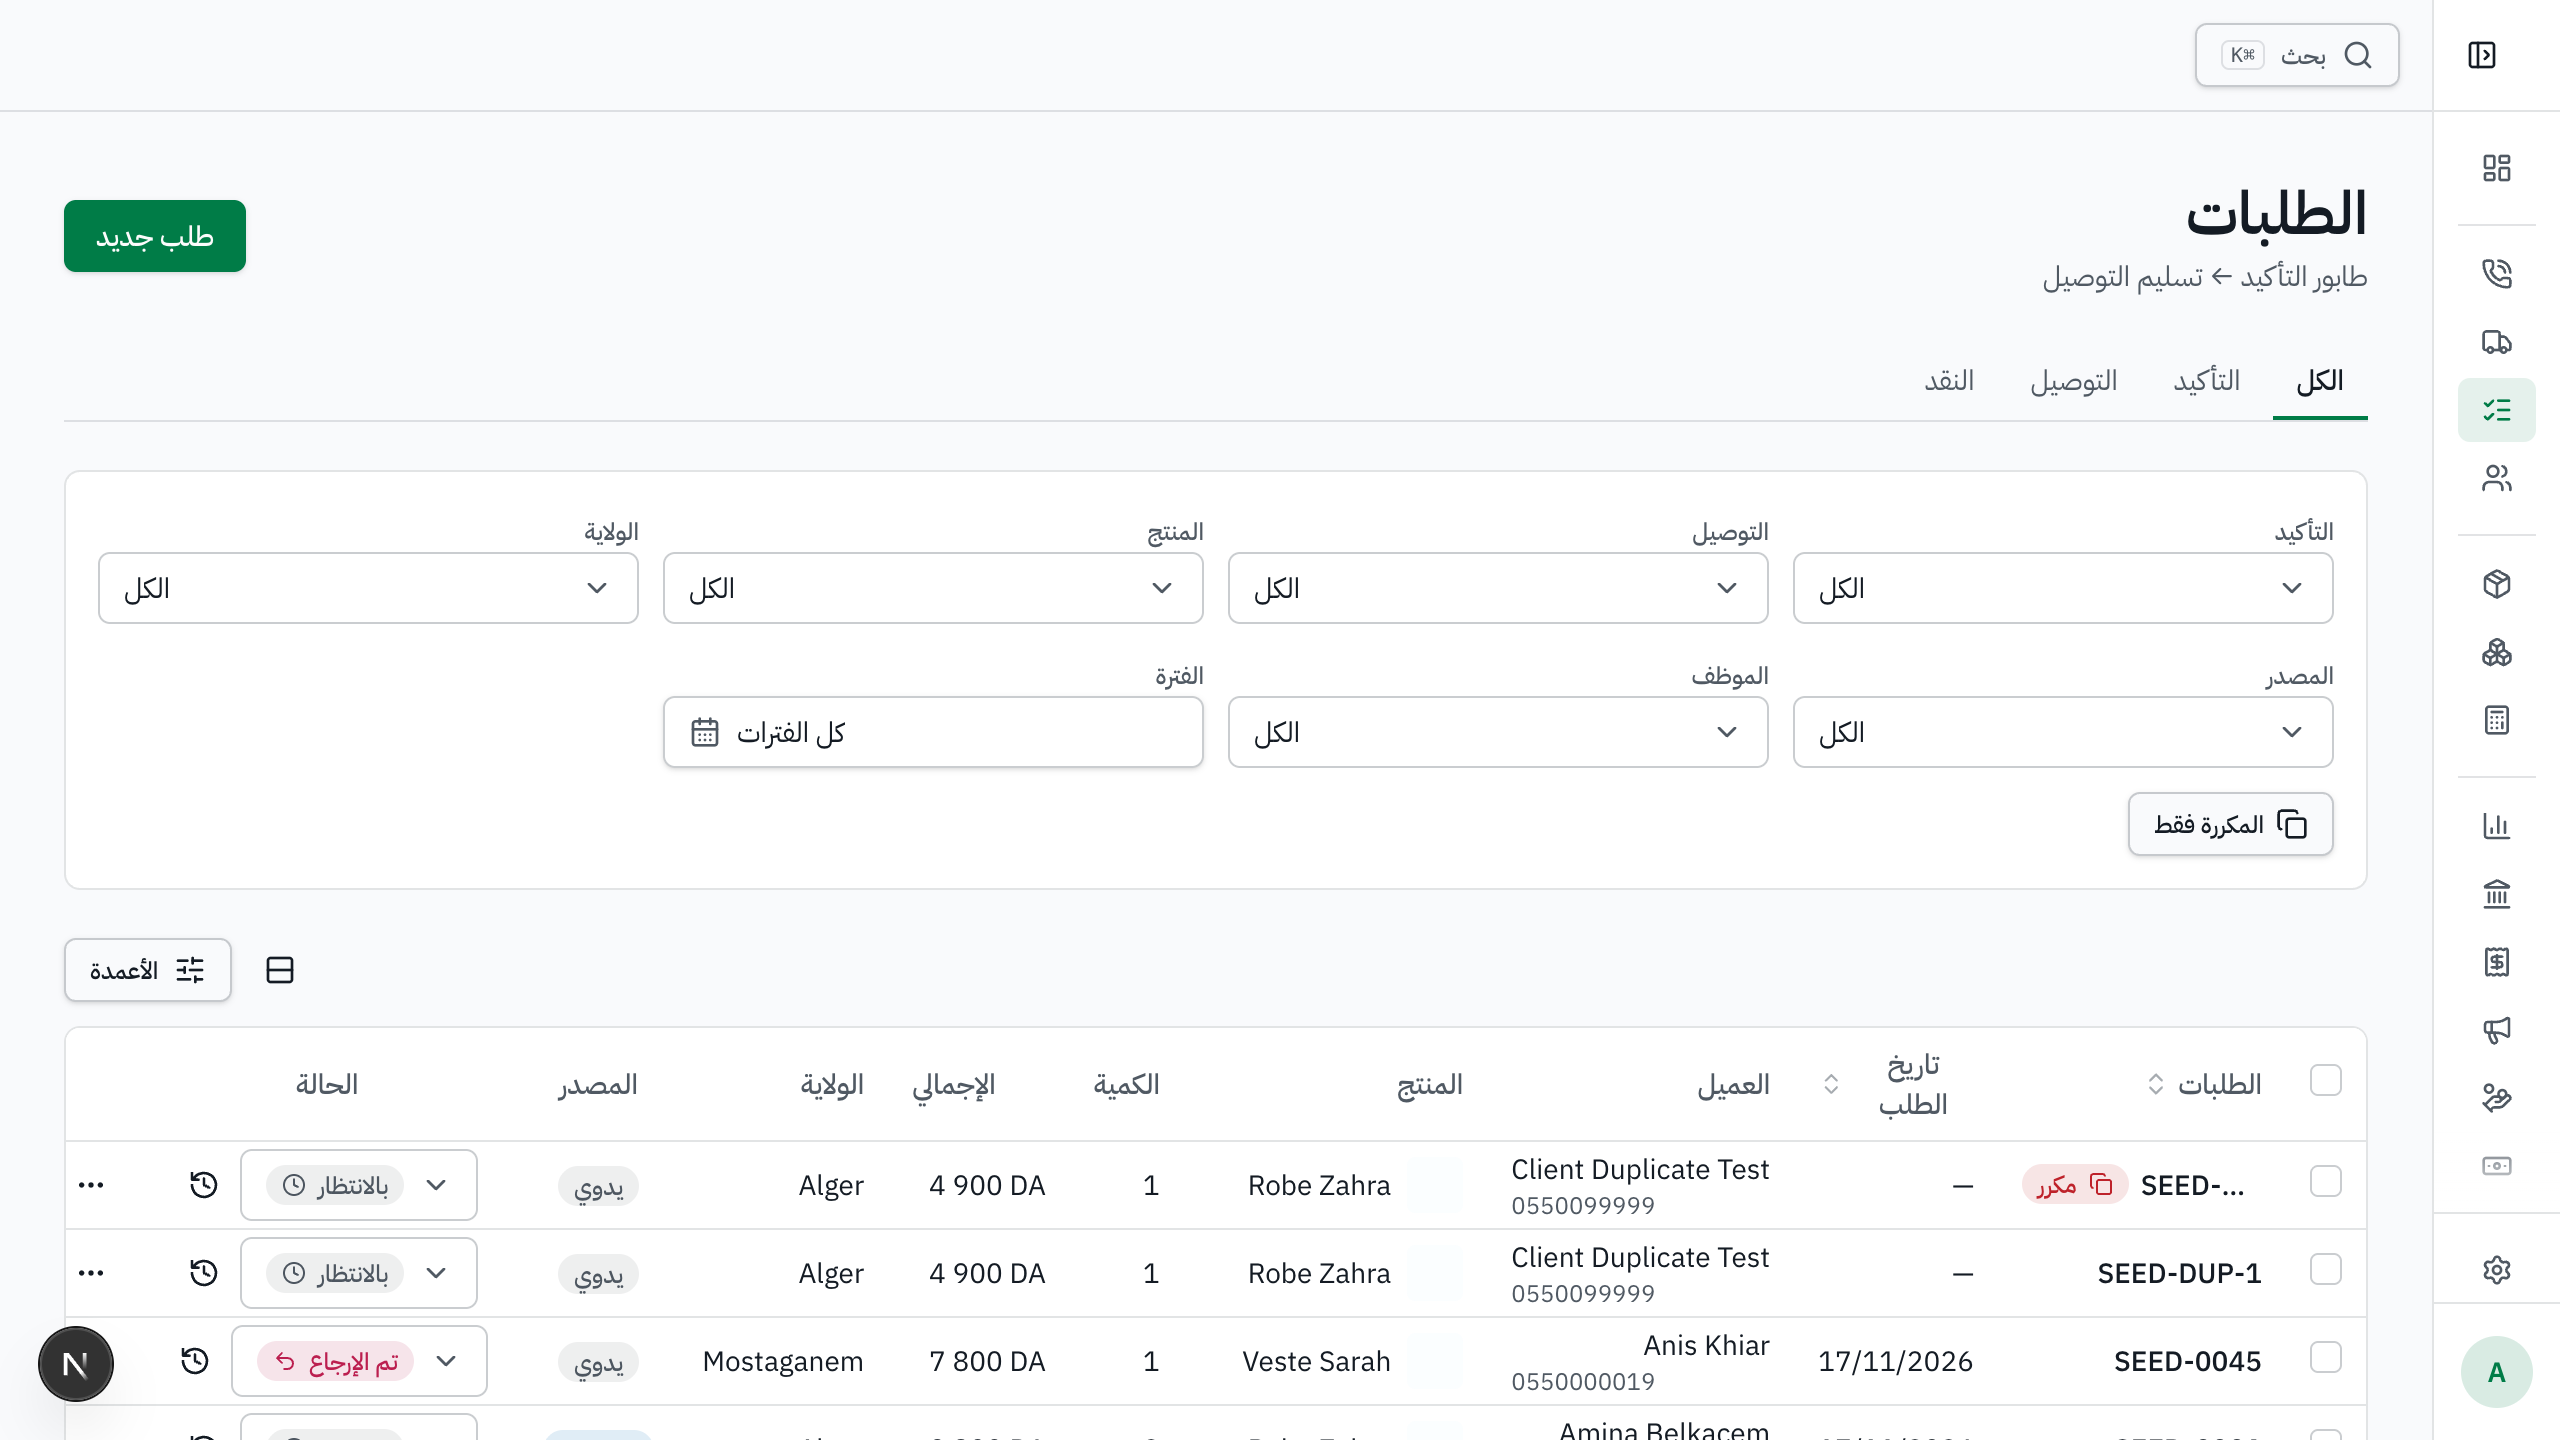 بحث ⌘K
الطلبات
طابور التأكيد ← تسليم التوصيل
طلب جديد
الكل
التأكيد
التوصيل
النقد
التأكيد
الكل
التوصيل
الكل
المنتج
الكل
الولاية
الكل
المصدر
الكل
الموظف
الكل
الفترة
كل الفترات
المكررة فقط
الأعمدة
الطلبات تاريخ الطلب العميل المنتج الكمية الإجمالي الولاية المصدر الحالة
SEED-... مكرر — Client Duplicate Test 0550099999 Robe Zahra 1 4 900 DA Alger يدوي بالانتظار
SEED-DUP-1 — Client Duplicate Test 0550099999 Robe Zahra 1 4 900 DA Alger يدوي بالانتظار
SEED-0045 17/11/2026 Anis Khiar 0550000019 Veste Sarah 1 7 800 DA Mostaganem يدوي تم الإرجاع
Amina Belkacem
N
A